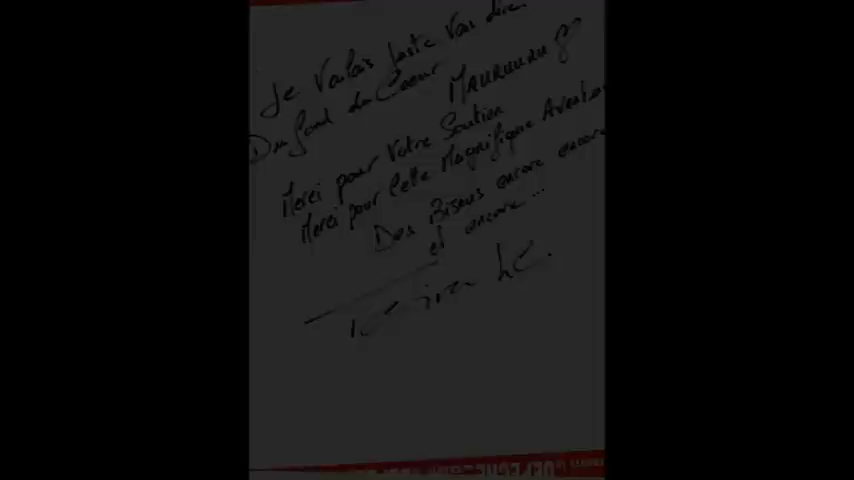 Je Voulais juste Vous dire
Du fond du Coeur MAURUURU
Merci pour Votre Soutien
Merci pour Cette Magnifique Aventure
Des Bisous encore encore
et encore...